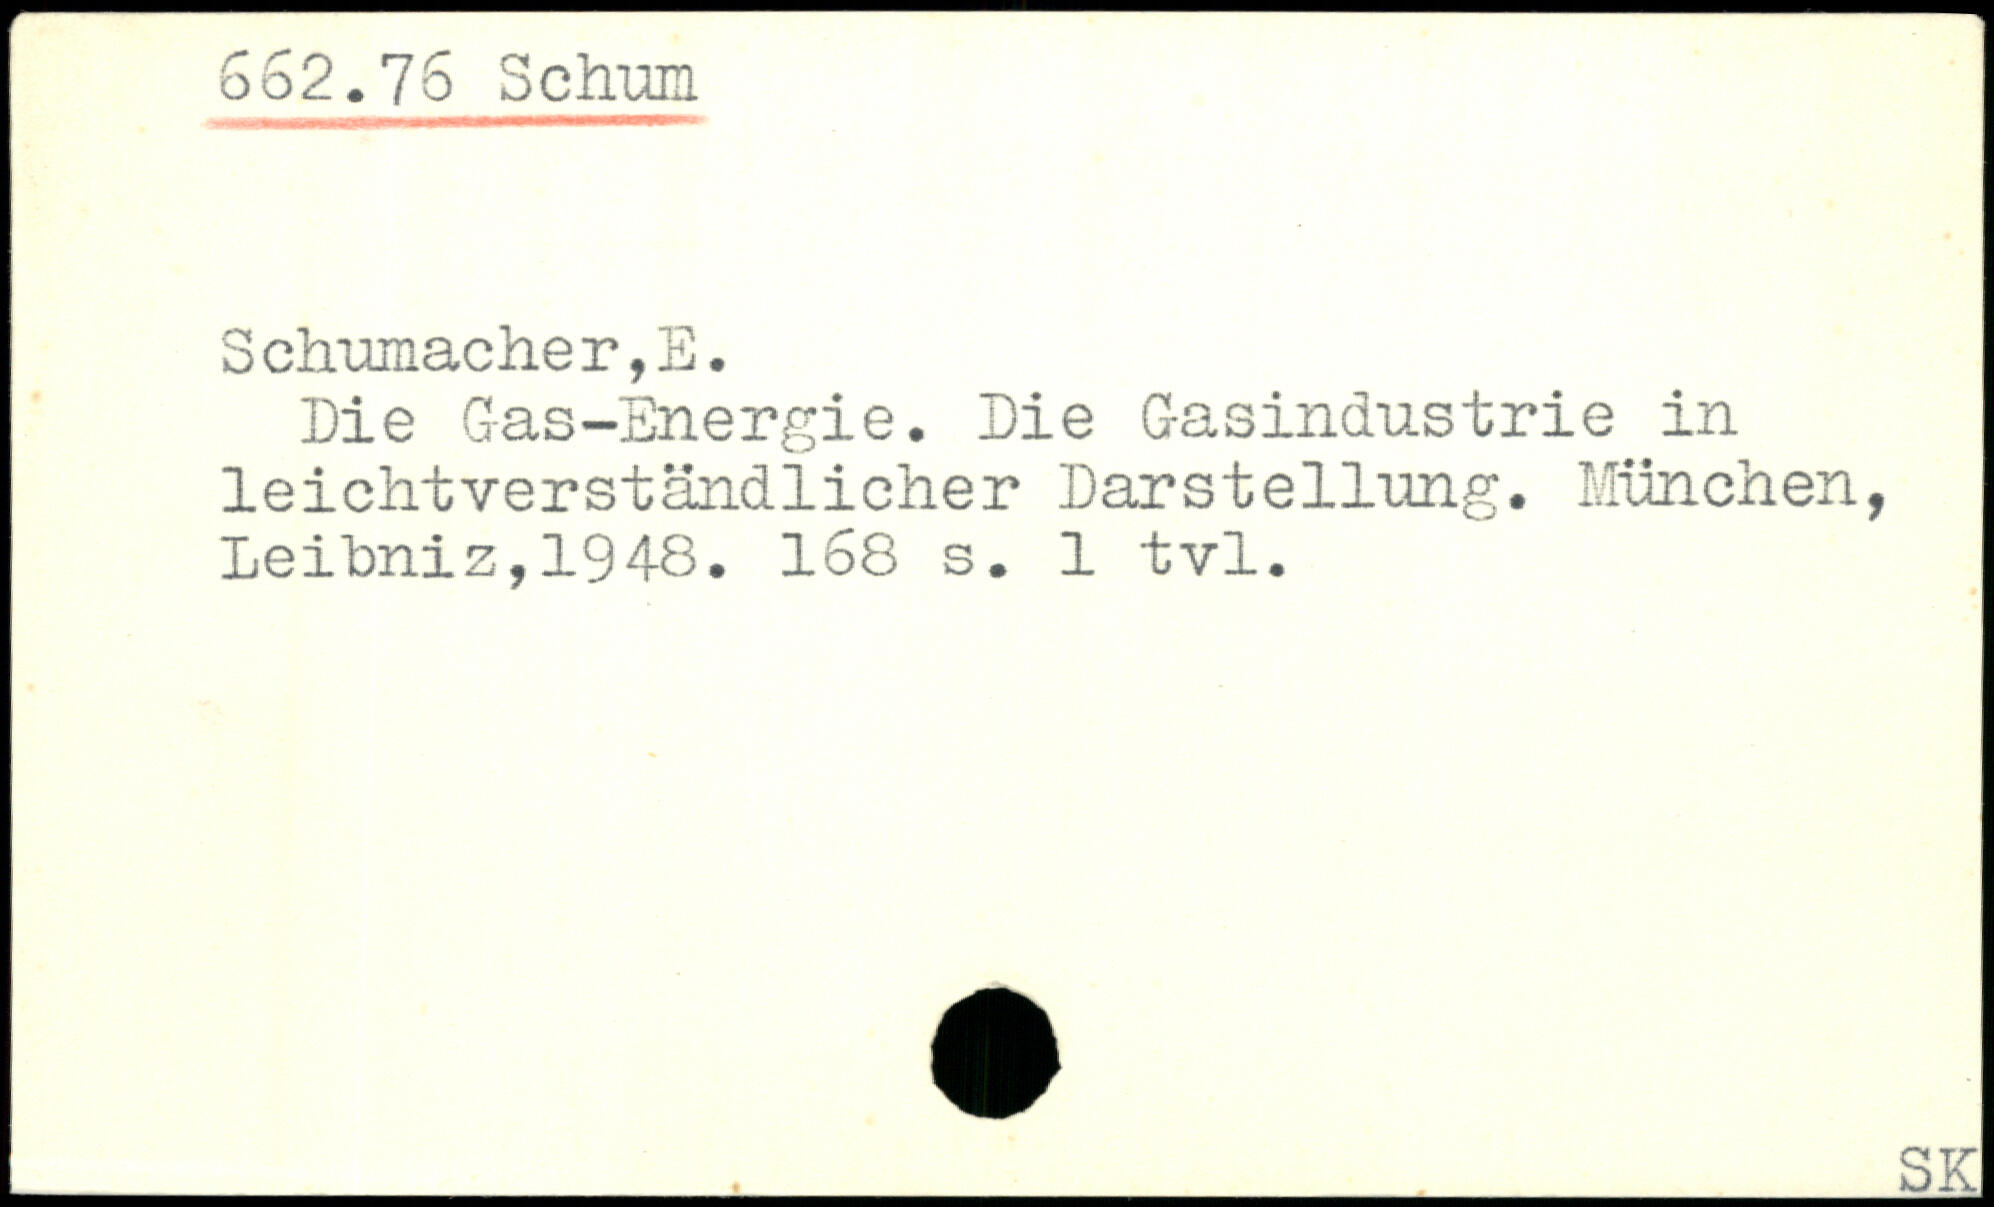 662.76 Schum
Schumacher,E.
Die Gas-Energie. Die Gasindustrie in
leichtverständlicher Darstellung. München,
Leibniz,1948. 168 s. 1 tvl.
SK